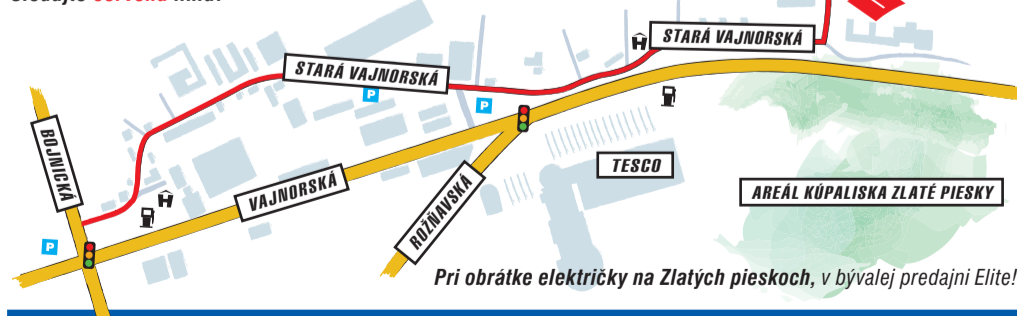 červenú
STARÁ VAJNORSKÁ
STARÁ VAJNORSKÁ
P
P
BOJNICKÁ
TESCO
VAJNORSKÁ
AREÁL KÚPALISKA ZLATÉ PIESKY
ROŽŇAVSKÁ
P
Pri obrátke električky na Zlatých pieskoch, v bývalej predajni Elite!